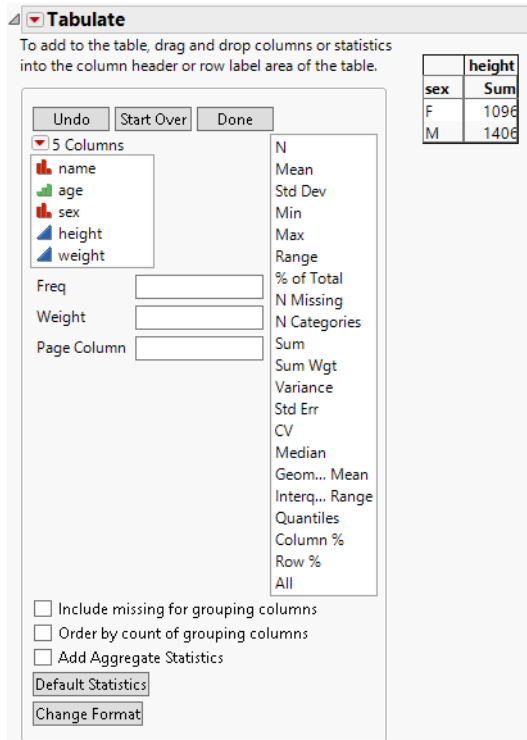 Tabulate
To add to the table, drag and drop columns or statistics
into the column header or row label area of the table.
Undo Start Over Done
5 Columns
name
age
sex
height
weight
Freq
Weight
Page Column
N
Mean
Std Dev
Min
Max
Range
% of Total
N Missing
N Categories
Sum
Sum Wgt
Variance
Std Err
CV
Median
Geom... Mean
Interq... Range
Quantiles
Column %
Row %
All
Include missing for grouping columns
Order by count of grouping columns
Add Aggregate Statistics
Default Statistics
Change Format
height
sex Sum
F 1096
M 1406